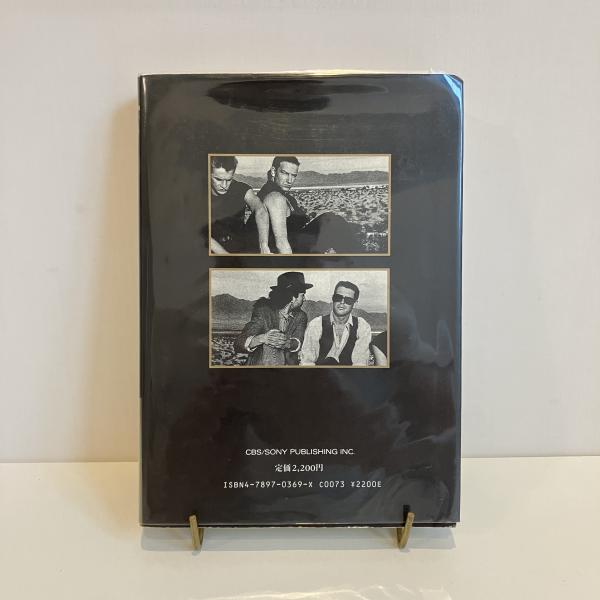 CBS/SONY PUBLISHING INC.
定価2,200円
ISBN4-7897-0369-X C0073 ¥2200E